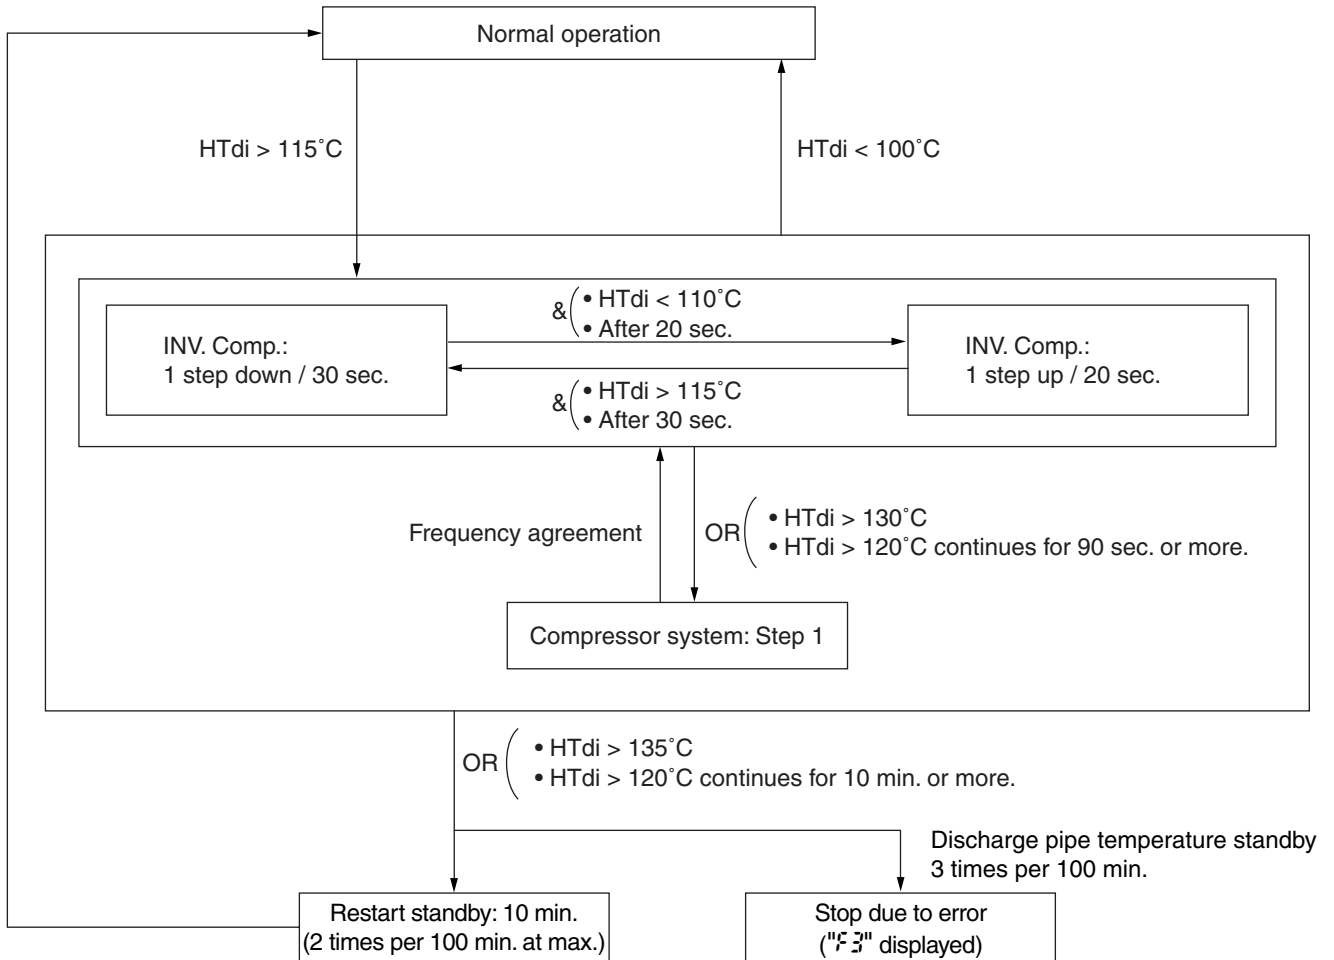 Normal operation
HTdi > 115˚C
HTdi < 100˚C
& • HTdi < 110˚C
• After 20 sec.
INV. Comp.:
1 step down / 30 sec.
INV. Comp.:
1 step up / 20 sec.
& • HTdi > 115˚C
• After 30 sec.
Frequency agreement
OR • HTdi > 130˚C
• HTdi > 120˚C continues for 90 sec. or more.
Compressor system: Step 1
OR • HTdi > 135˚C
• HTdi > 120˚C continues for 10 min. or more.
Discharge pipe temperature standby
3 times per 100 min.
Restart standby: 10 min.
(2 times per 100 min. at max.)
Stop due to error
("F3" displayed)